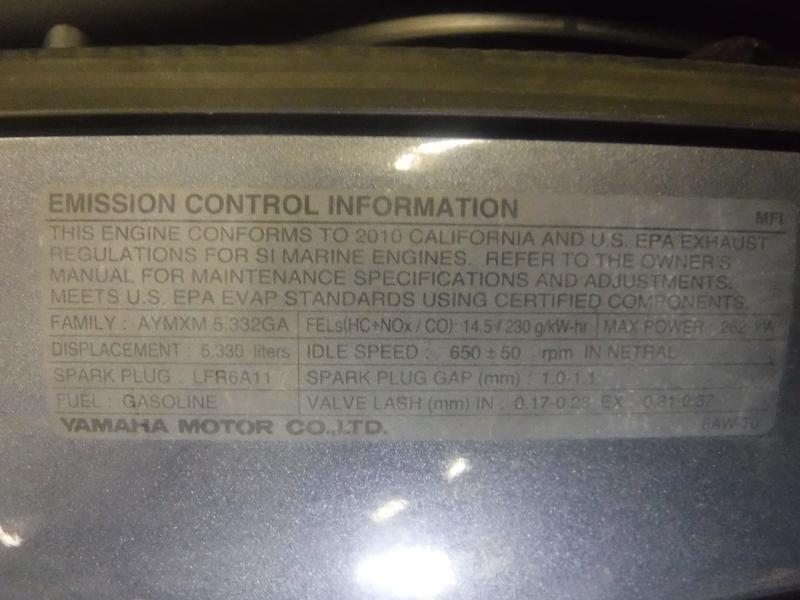 EMISSION CONTROL INFORMATION MFI
THIS ENGINE CONFORMS TO 2010 CALIFORNIA AND U.S. EPA EXHAUST
REGULATIONS FOR SI MARINE ENGINES. REFER TO THE OWNER'S
MANUAL FOR MAINTENANCE SPECIFICATIONS AND ADJUSTMENTS.
MEETS U.S. EPA EVAP STANDARDS USING CERTIFIED COMPONENTS.
FAMILY : AYMXM 5.332GA FELs(HC+NOx / CO): 14.5 / 230 g/kW-hr MAX POWER : 262 kW
DISPLACEMENT : 5.330 liters IDLE SPEED : 650 ± 50 rpm IN NETRAL
SPARK PLUG : LFR6A11 SPARK PLUG GAP (mm) : 1.0-1.1
FUEL : GASOLINE VALVE LASH (mm) IN : 0.17-0.23 EX : 0.31-0.37
YAMAHA MOTOR CO.,LTD. 6AW-T0